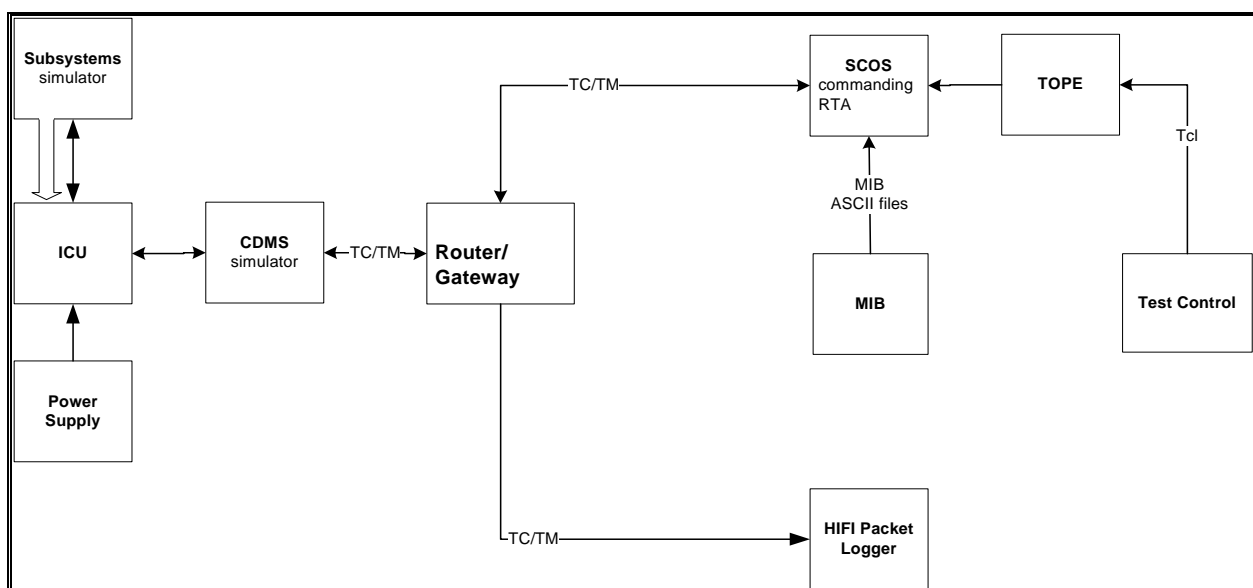 Subsystems
simulator
SCOS
commanding
RTA
TOPE
TC/TM
Tcl
MIB
ASCII files
ICU
CDMS
simulator
TC/TM
Router/
Gateway
MIB
Test Control
Power
Supply
TC/TM
HIFI Packet
Logger